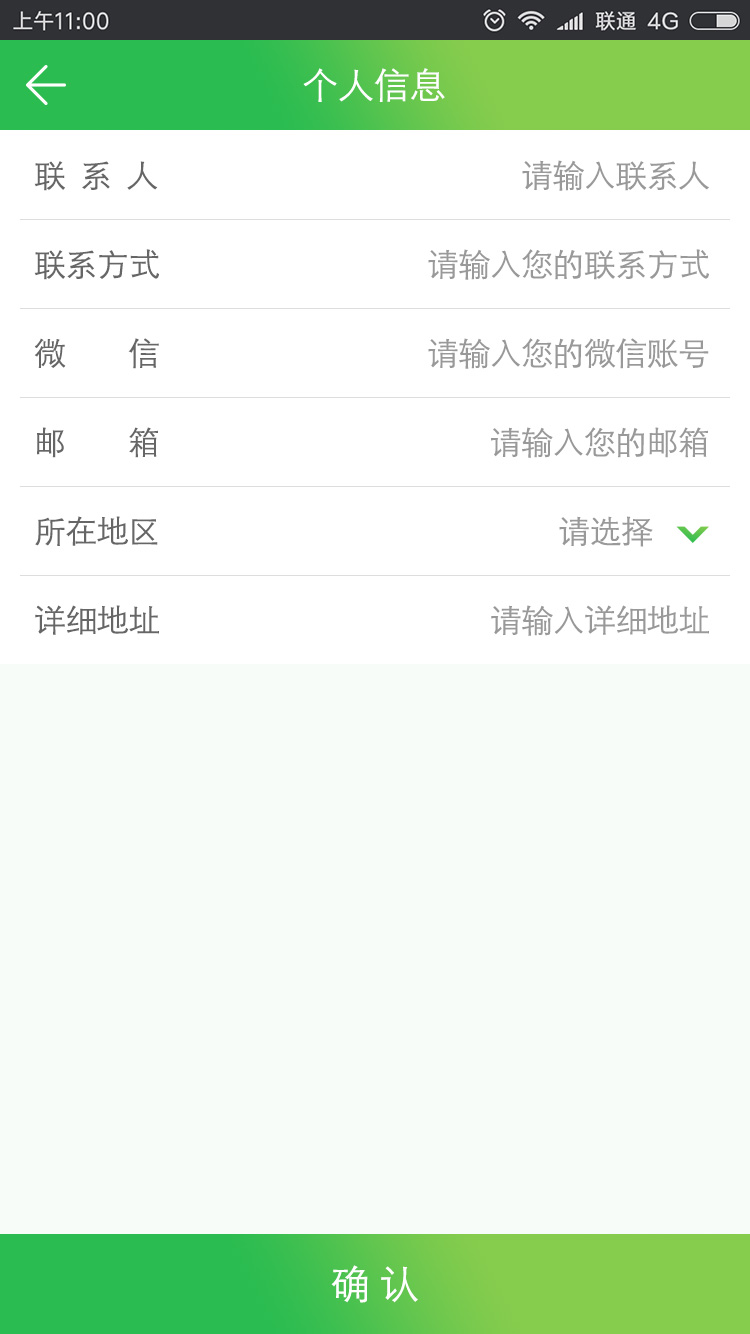 上午11:00 联通 4G
个人信息
联系人 请输入联系人
联系方式 请输入您的联系方式
微信 请输入您的微信账号
邮箱 请输入您的邮箱
所在地区 请选择
详细地址 请输入详细地址
确认